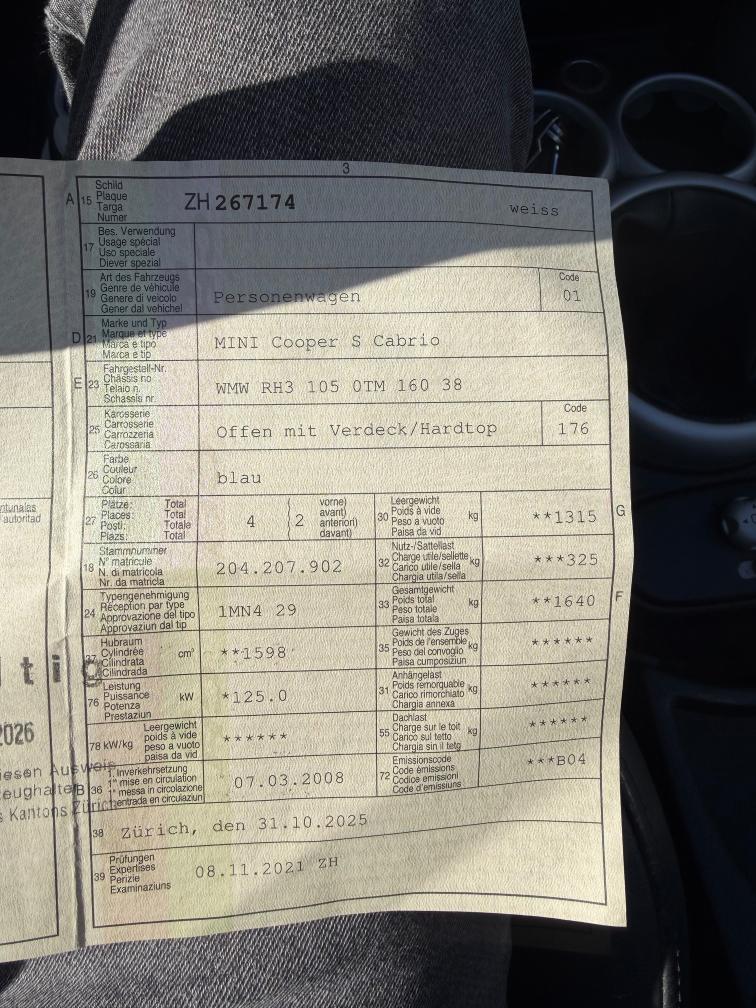 3
A 15 Schild
Plaque
Targa
Numer
ZH 267174 weiss
17 Bes. Verwendung
Usage spécial
Uso speciale
Diever spezial
19 Art des Fahrzeugs
Genre de véhicule
Genere di veicolo
Gener dal vehichel
Personenwagen
Code
01
D 21 Marke und Typ
Marque et type
Marca e tipo
Marca e tip
MINI Cooper S Cabrio
E 23 Fahrgestell-Nr.
Châssis no
Telaio n.
Schassis nr.
WMW RH3 105 0TM 160 38
25 Karosserie
Carrosserie
Carrozzeria
Carossaria
Offen mit Verdeck/Hardtop
Code
176
26 Farbe
Couleur
Colore
Colur
blau
27 Plätze: Total
Places: Total
Posti: Totale
Plazs: Total
4 2
vorne)
avant)
anteriori)
davant)
30 Leergewicht
Poids à vide
Peso a vuoto
Paisa da vid
kg
**1315 G
18 Stammnummer
N° matricule
N. di matricola
Nr. da matricla
204.207.902
32 Nutz-/Sattellast
Charge utile/sellette
Carico utile/sella
Chargia utila/sella
kg
***325
24 Typengenehmigung
Réception par type
Approvazione del tipo
Approvaziun dal tip
1MN4 29
33 Gesamtgewicht
Poids total
Peso totale
Paisa totala
kg
**1640 F
37 Hubraum
Cylindrée
Cilindrata
Cilindrada
cm³
**1598
35 Gewicht des Zuges
Poids de l'ensemble
Peso del convoglio
Paisa cumposiziun
kg
******
76 Leistung
Puissance
Potenza
Prestaziun
kW
*125.0
31 Anhängelast
Poids remorquable
Carico rimorchiato
Chargia annexa
kg
******
78 kW/kg
Leergewicht
poids à vide
peso a vuoto
paisa da vid
******
55 Dachlast
Charge sur le toit
Carico sul tetto
Chargia sin il tetg
kg
******
B 36 1. Inverkehrsetzung
1re mise en circulation
1a messa in circolazione
1a entrada en circulaziun
07.03.2008
72 Emissionscode
Code émissions
Codice emissioni
Code d'emissiuns
***B04
38 Zürich, den 31.10.2025
39 Prüfungen
Expertises
Perizie
Examinaziuns
08.11.2021 ZH
autoritad
ltig
2026
iesen Ausweis
eughalte
s Kantons Zürich